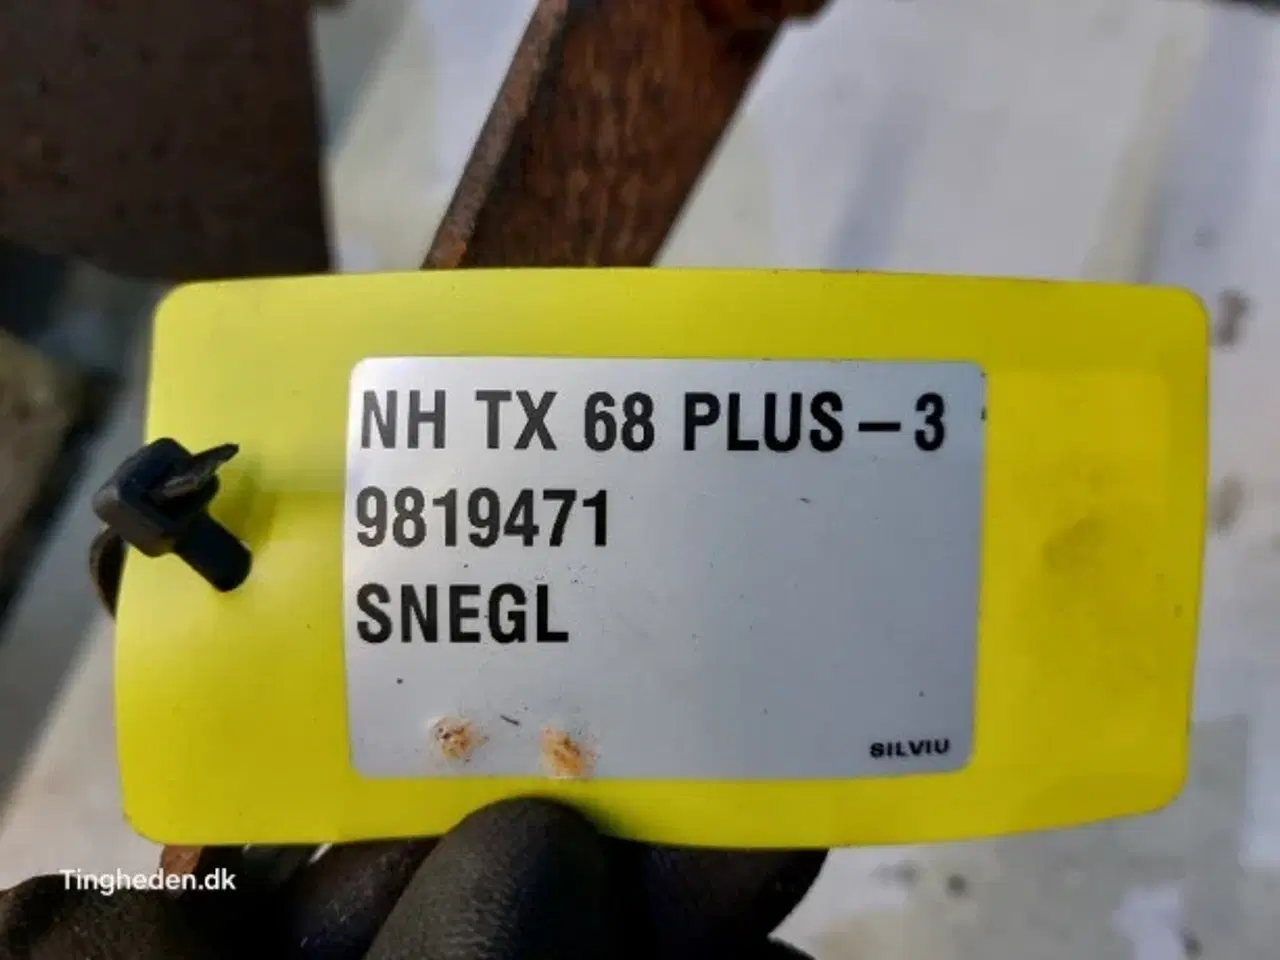 NH TX 68 PLUS-3
9819471
SNEGL
SILVIU
Tingheden.dk